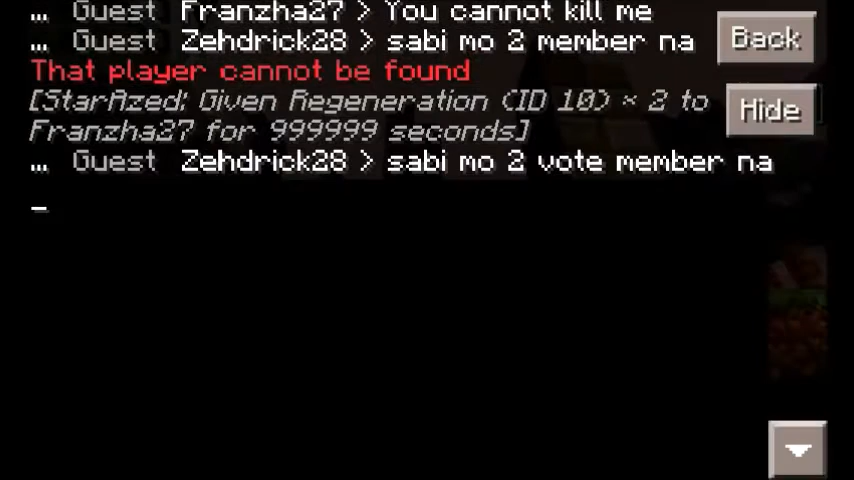 ... Guest Franzha27 > You cannot kill me
... Guest Zehdrick28 > sabi mo 2 member na
That player cannot be found
[StarAzed: Given Regeneration (ID 10) × 2 to
Franzha27 for 999999 seconds]
... Guest Zehdrick28 > sabi mo 2 vote member na
_
Back
Hide